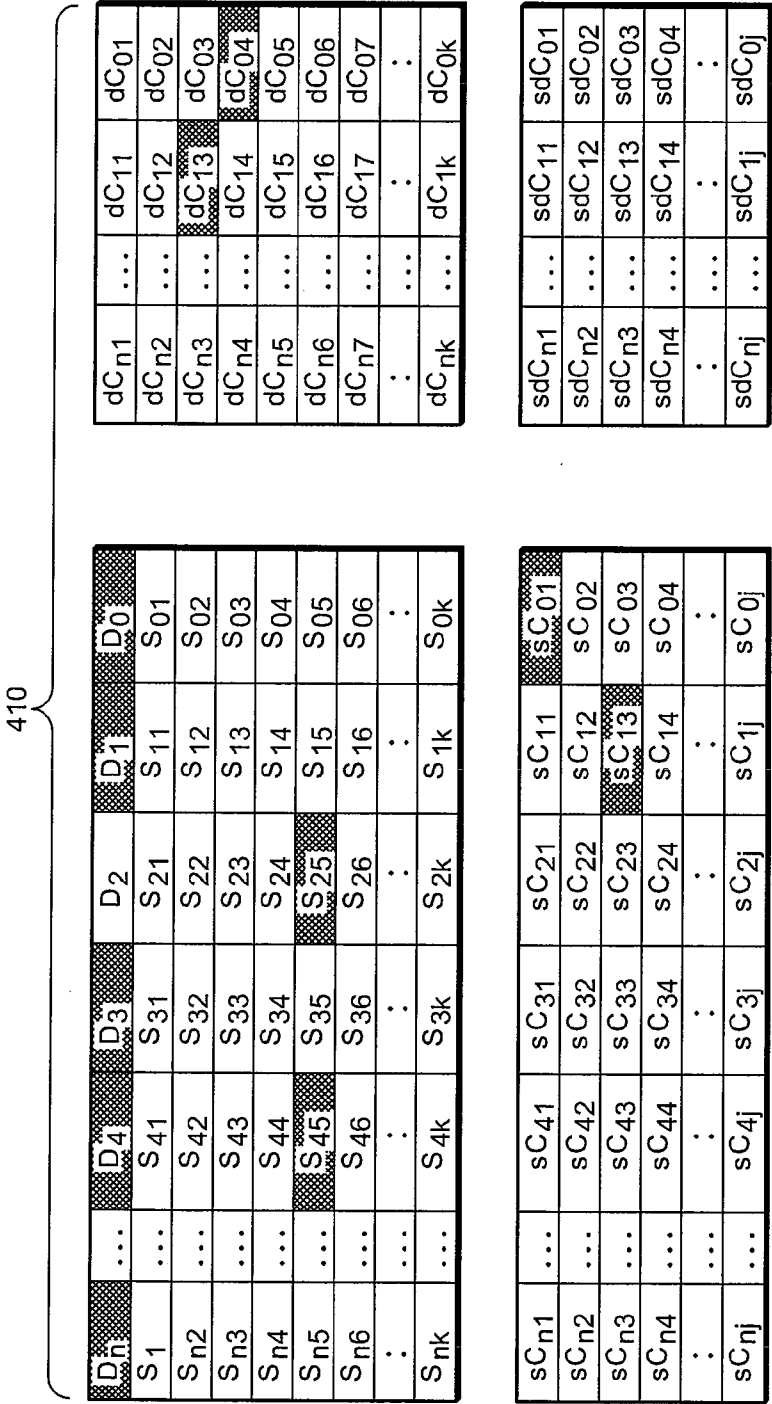 410
Dn ... D4 D3 D2 D1 D0 dCn1 ... dC11 dC01
S1 ... S41 S31 S21 S11 S01 dCn2 ... dC12 dC02
Sn2 ... S42 S32 S22 S12 S02 dCn3 ... dC13 dC03
Sn3 ... S43 S33 S23 S13 S03 dCn4 ... dC14 dC04
Sn4 ... S44 S34 S24 S14 S04 dCn5 ... dC15 dC05
Sn5 ... S45 S35 S25 S15 S05 dCn6 ... dC16 dC06
Sn6 ... S46 S36 S26 S16 S06 dCn7 ... dC17 dC07
: ... : : : : : : ... : :
Snk ... S4k S3k S2k S1k S0k dCnk ... dC1k dC0k
sCn1 ... sC41 sC31 sC21 sC11 sC01 sdCn1 ... sdC11 sdC01
sCn2 ... sC42 sC32 sC22 sC12 sC02 sdCn2 ... sdC12 sdC02
sCn3 ... sC43 sC33 sC23 sC13 sC03 sdCn3 ... sdC13 sdC03
sCn4 ... sC44 sC34 sC24 sC14 sC04 sdCn4 ... sdC14 sdC04
: ... : : : : : : ... : :
sCnj ... sC4j sC3j sC2j sC1j sC0j sdCnj ... sdC1j sdC0j